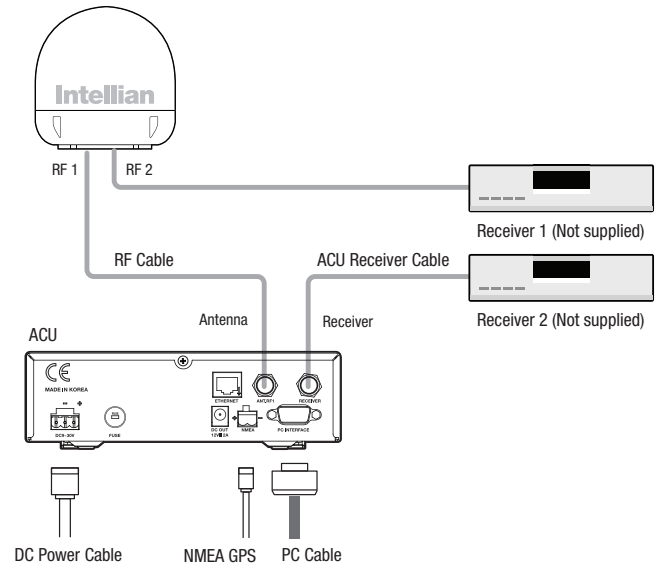 Intellian
RF 1
RF 2
Receiver 1 (Not supplied)
RF Cable
ACU Receiver Cable
Antenna
Receiver
Receiver 2 (Not supplied)
ACU
CE
MADE IN KOREA
ETHERNET
ANT/RF1
RECEIVER
DC9~30V
FUSE
DC OUT
12V 2A
NMEA
PC INTERFACE
DC Power Cable
NMEA GPS
PC Cable